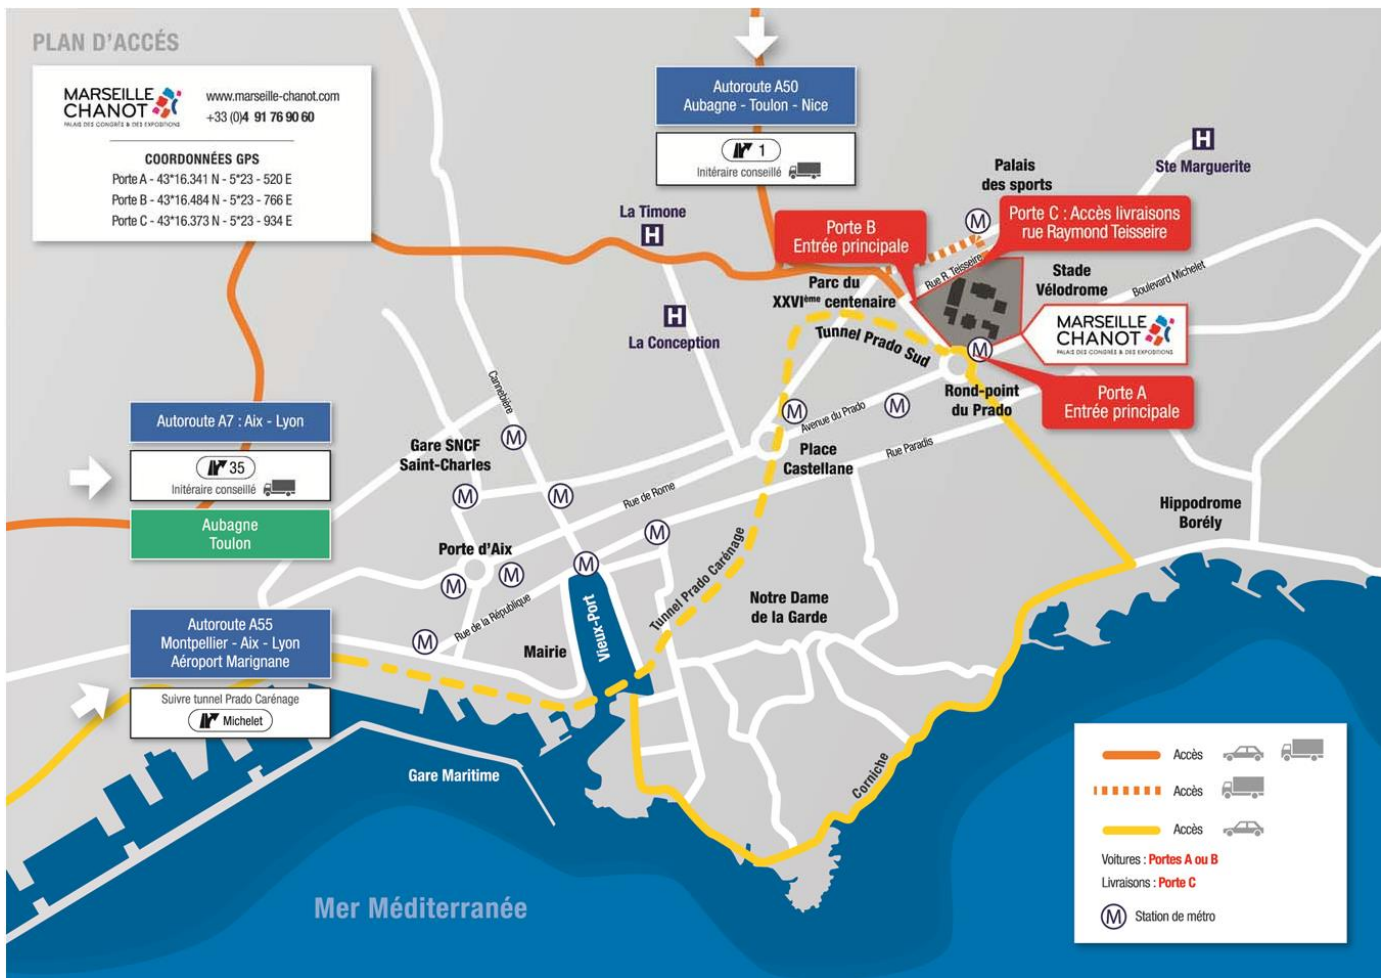 PLAN D'ACCÉS
MARSEILLE
CHANOT
PALAIS DES CONGRÈS & DES EXPOSITIONS
www.marseille-chanot.com
+33 (0)4 91 76 90 60
COORDONNÉES GPS
Porte A - 43°16.341 N - 5°23 - 520 E
Porte B - 43°16.484 N - 5°23 - 766 E
Porte C - 43°16.373 N - 5°23 - 934 E
Autoroute A50
Aubagne - Toulon - Nice
1
Initéraire conseillé
H
Ste Marguerite
Palais
des sports
M
La Timone
H
Porte B
Entrée principale
Porte C : Accès livraisons
rue Raymond Teisseire
Rue R. Teisseire
Stade
Vélodrome
Boulevard Michelet
Parc du
XXVIème centenaire
H
La Conception
Tunnel Prado Sud
MARSEILLE
CHANOT
PALAIS DES CONGRÈS & DES EXPOSITIONS
M
Rond-point
du Prado
Porte A
Entrée principale
Cannebière
Autoroute A7 : Aix - Lyon
35
Initéraire conseillé
Aubagne
Toulon
Gare SNCF
Saint-Charles
M
M
M
M
M
Avenue du Prado
Place
Castellane
Rue Paradis
Rue de Rome
M
Hippodrome
Borély
Porte d'Aix
M
M
M
M
Rue de la République
Tunnel Prado Carénage
Notre Dame
de la Garde
Autoroute A55
Montpellier - Aix - Lyon
Aéroport Marignane
Suivre tunnel Prado Carénage
Michelet
Mairie
Vieux-Port
Gare Maritime
Corniche
Mer Méditerranée
Accès
Accès
Accès
Voitures : Portes A ou B
Livraisons : Porte C
M Station de métro